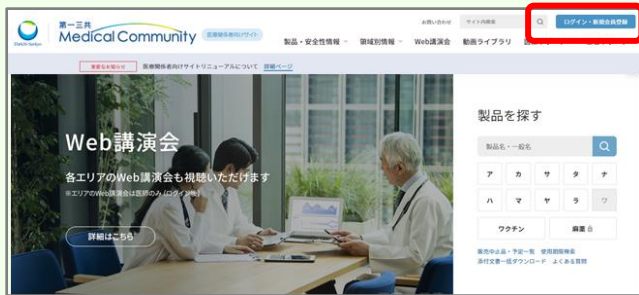 Daiichi-Sankyo
第一三共
Medical Community
医療関係者向けサイト
お問い合わせ
サイト内検索
ログイン・新規会員登録
製品・安全性情報
領域別情報
Web講演会
動画ライブラリ
重要なお知らせ
医療関係者向けサイトリニューアルについて 詳細ページ
Web講演会
各エリアのWeb講演会も視聴いただけます
※エリアのWeb講演会は医師のみ(ログイン後)
詳細はこちら
製品を探す
製品名・一般名
ア カ サ タ ナ
ハ マ ヤ ラ ワ
ワクチン 麻薬
販売中止品・予定一覧 使用期限検索
添付文書一括ダウンロード よくある質問